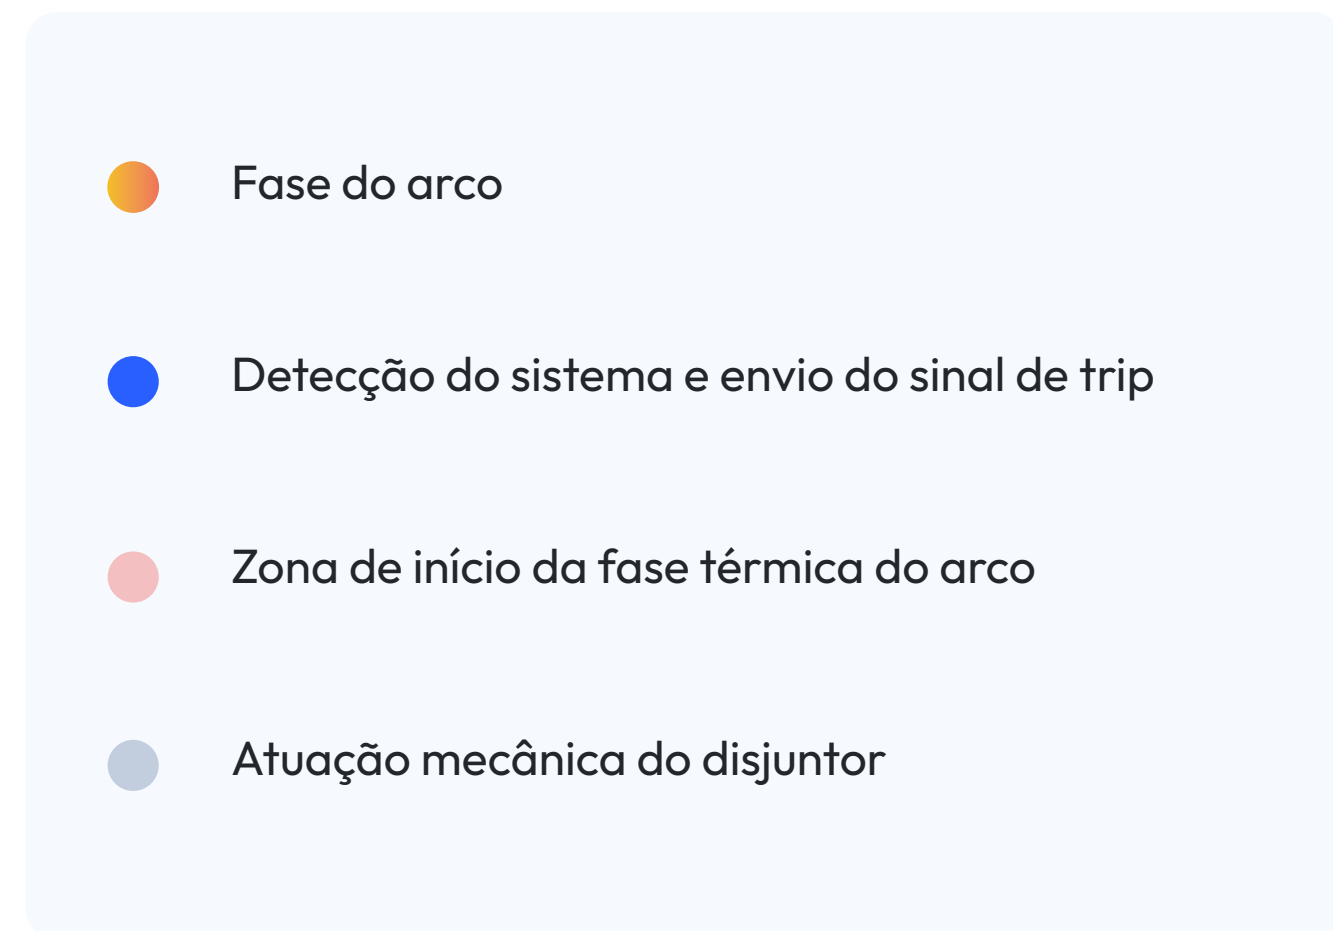 Fase do arco
Detecção do sistema e envio do sinal de trip
Zona de início da fase térmica do arco
Atuação mecânica do disjuntor